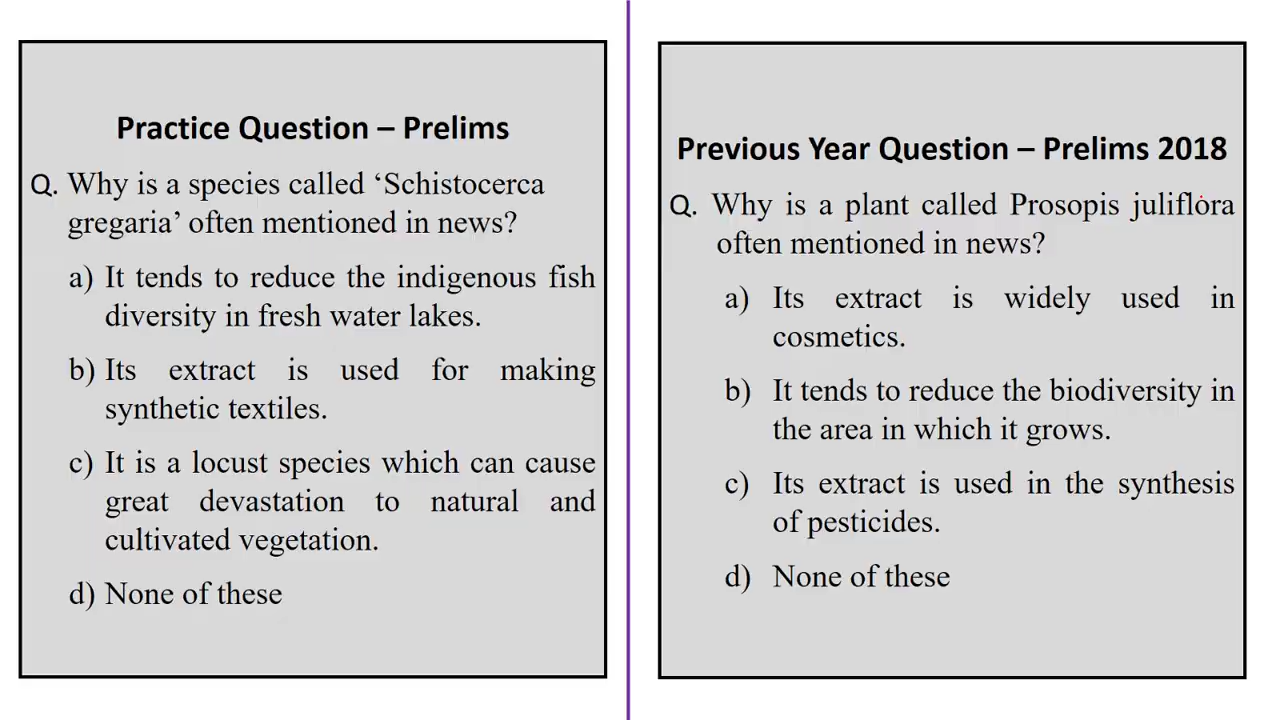 Practice Question – Prelims
Q. Why is a species called ‘Schistocerca
gregaria’ often mentioned in news?
a) It tends to reduce the indigenous fish
diversity in fresh water lakes.
b) Its extract is used for making
synthetic textiles.
c) It is a locust species which can cause
great devastation to natural and
cultivated vegetation.
d) None of these
Previous Year Question – Prelims 2018
Q. Why is a plant called Prosopis juliflora
often mentioned in news?
a) Its extract is widely used in
cosmetics.
b) It tends to reduce the biodiversity in
the area in which it grows.
c) Its extract is used in the synthesis
of pesticides.
d) None of these